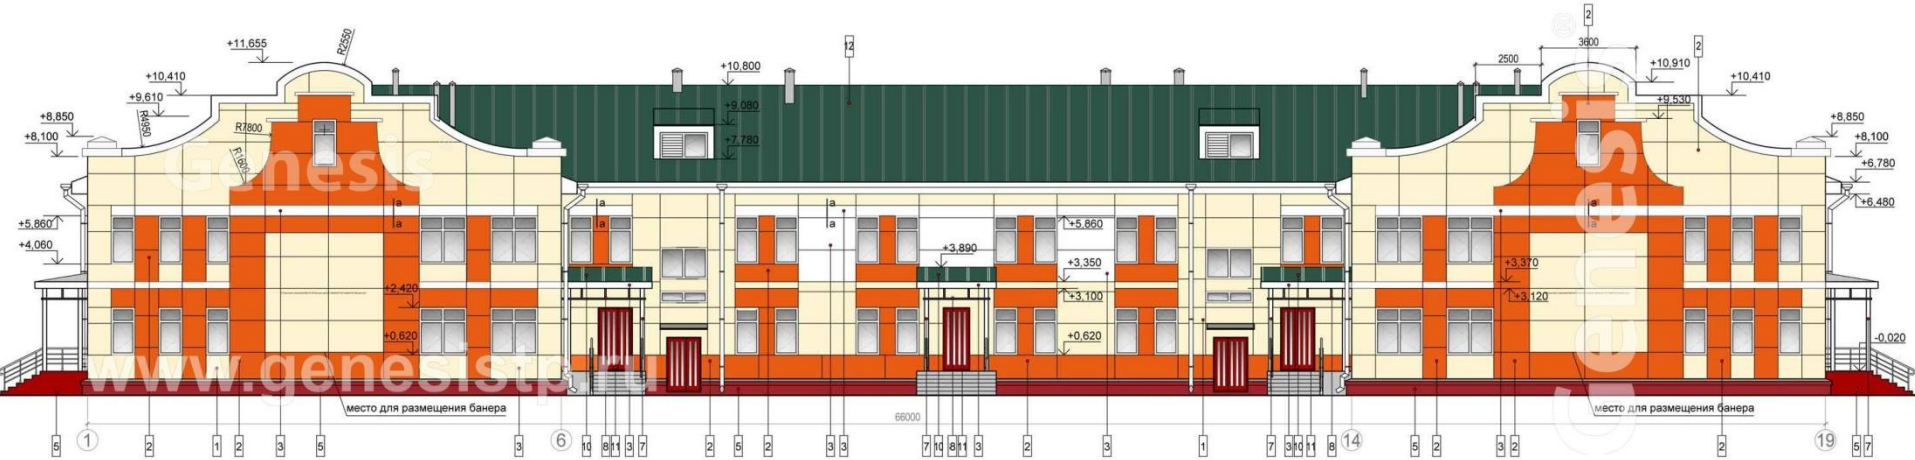 2
12
3600
2
R2550
+11,655
2500
+10,800
+10,910
+10,410
+10,410
+9,610
+9,080
+9,530
+8,850
R4950
R7800
+8,850
+8,100
+7,780
+8,100
R1600
Genesis
+6,780
а а а а
а а а а
+6,480
+5,860
+5,860
+4,060
+3,890
+3,350
+3,370
+2,420
+3,100
+3,120
+0,620
+0,620
-0,020
Genesis®
www.genesistp.ru
место для размещения банера
место для размещения банера
66000
5 1 2 1 2 3 5 3 6 10 8 11 3 7 2 5 2 3 3 7 10 8 11 3 2 3 1 7 3 10 11 8 14 5 2 3 2 2 19 5 7